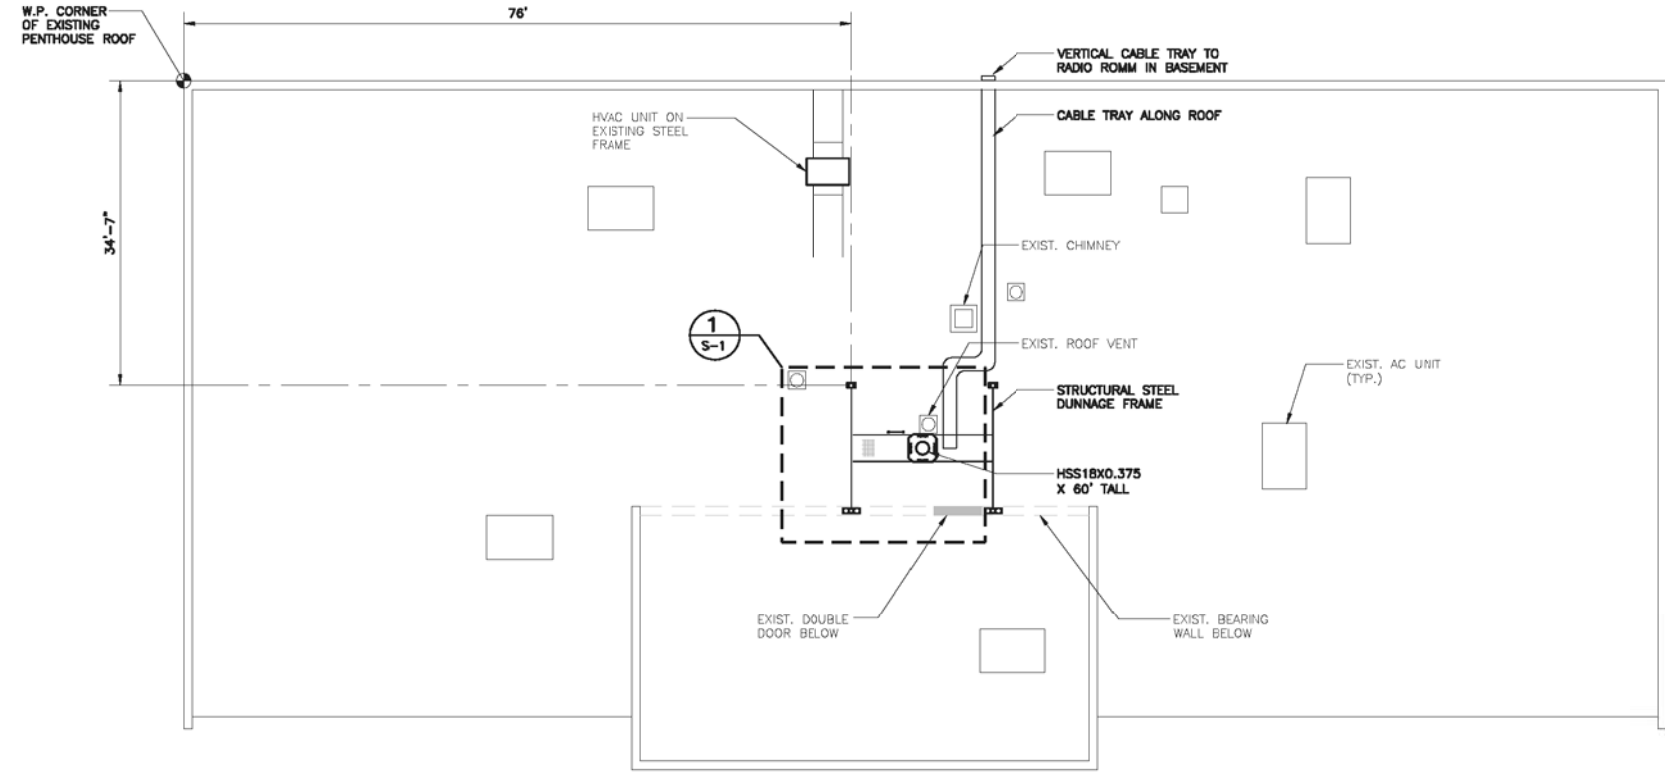 W.P. CORNER
OF EXISTING
PENTHOUSE ROOF
76'
VERTICAL CABLE TRAY TO
RADIO ROMM IN BASEMENT
HVAC UNIT ON
EXISTING STEEL
FRAME
CABLE TRAY ALONG ROOF
34'-7"
EXIST. CHIMNEY
1
S-1
EXIST. ROOF VENT
EXIST. AC UNIT
(TYP.)
STRUCTURAL STEEL
DUNNAGE FRAME
HSS18X0.375
X 60' TALL
EXIST. DOUBLE
DOOR BELOW
EXIST. BEARING
WALL BELOW